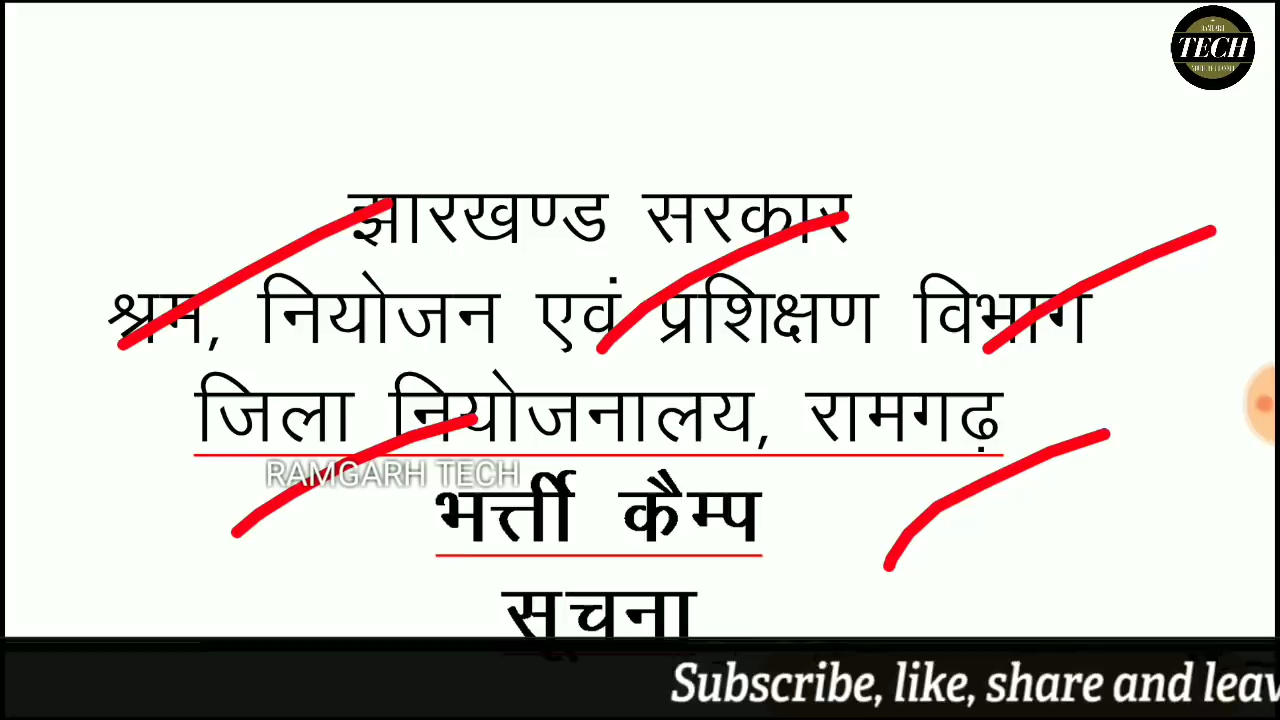 TECH
झारखण्ड सरकार
श्रम, नियोजन एवं प्रशिक्षण विभाग
जिला नियोजनालय, रामगढ़
RAMGARH TECH
भर्त्ती कैम्प
सूचना
Subscribe, like, share and leav